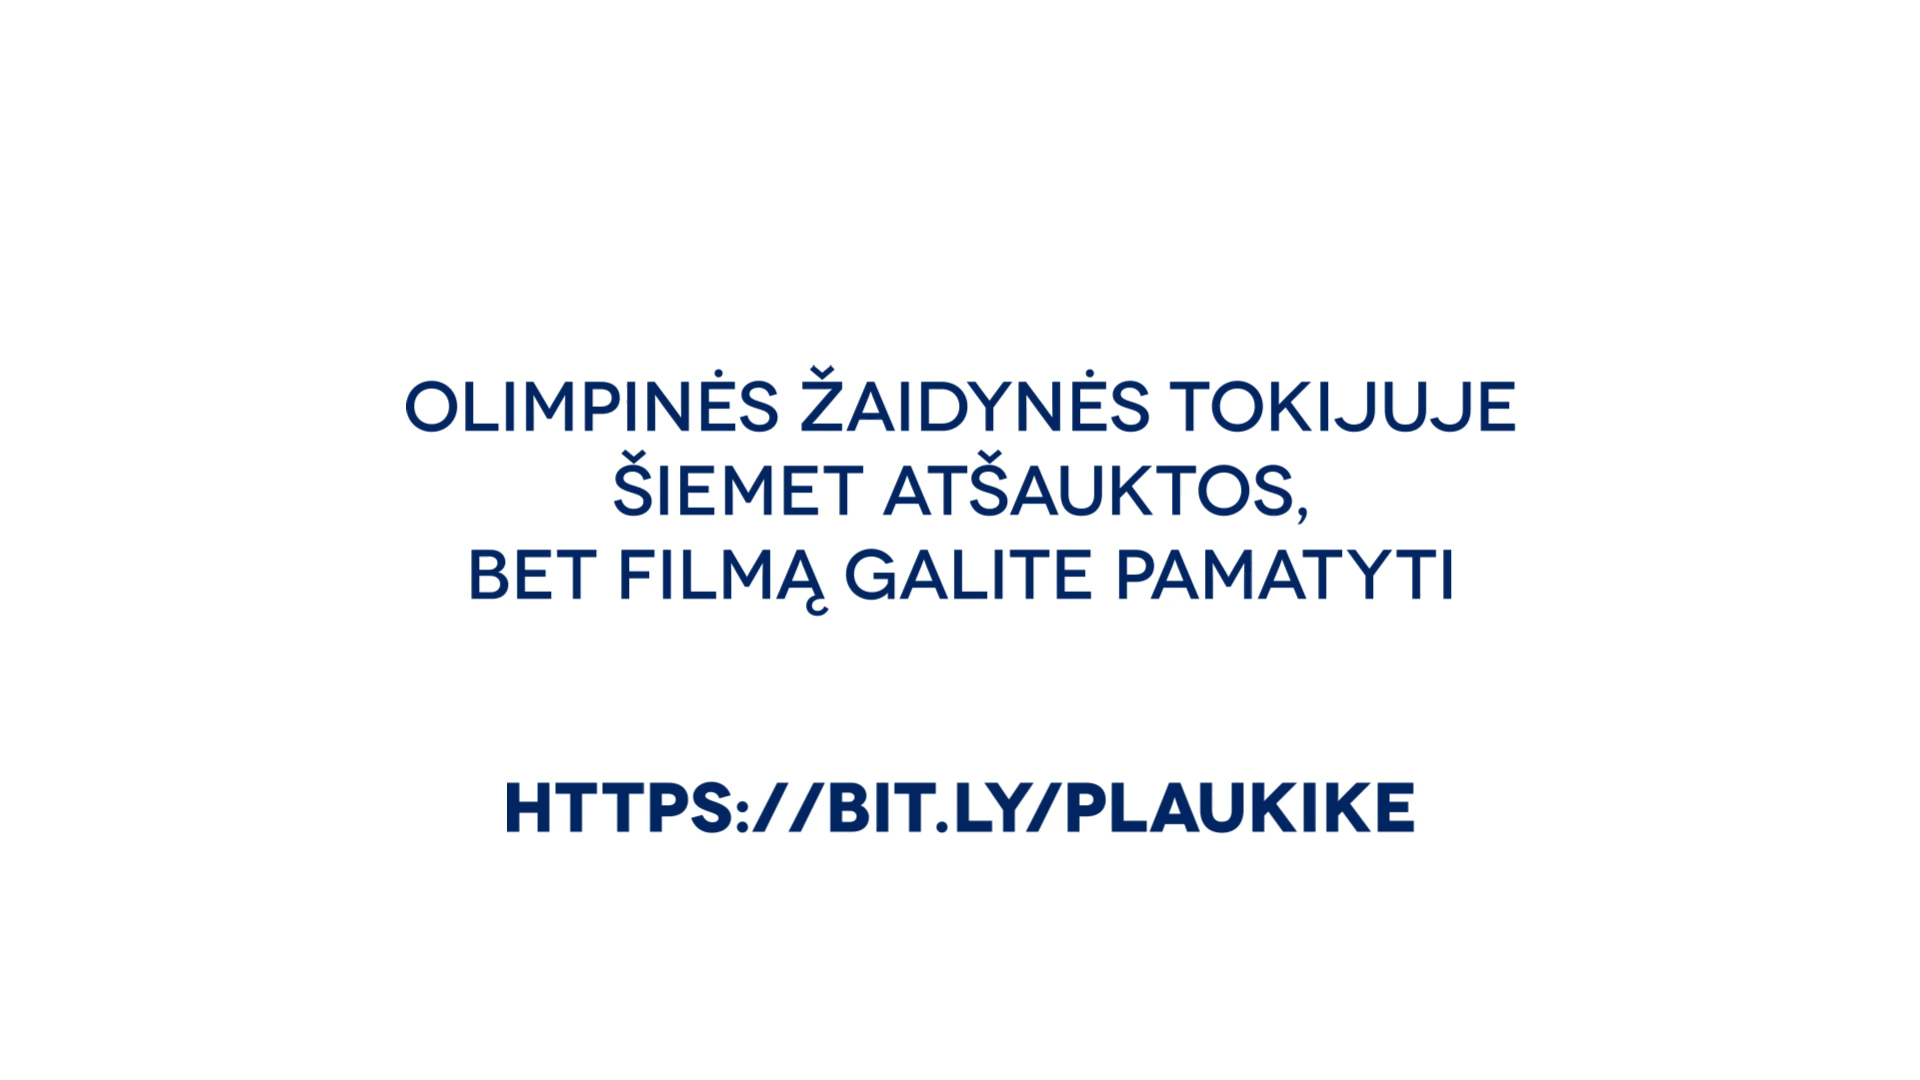 OLIMPINĖS ŽAIDYNĖS TOKIJUJE
ŠIEMET ATŠAUKTOS,
BET FILMĄ GALITE PAMATYTI
HTTPS://BIT.LY/PLAUKIKE